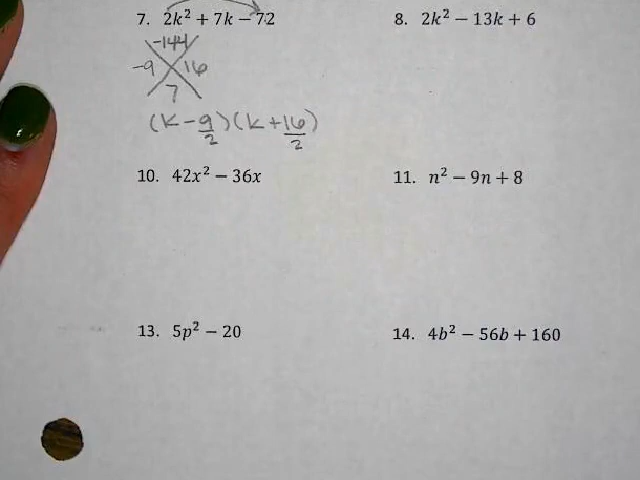 7. 2k² + 7k − 72
8. 2k² − 13k + 6
-144
-9 16
7
(k - 9/2)(k + 16/2)
10. 42x² − 36x
11. n² − 9n + 8
13. 5p² − 20
14. 4b² − 56b + 160